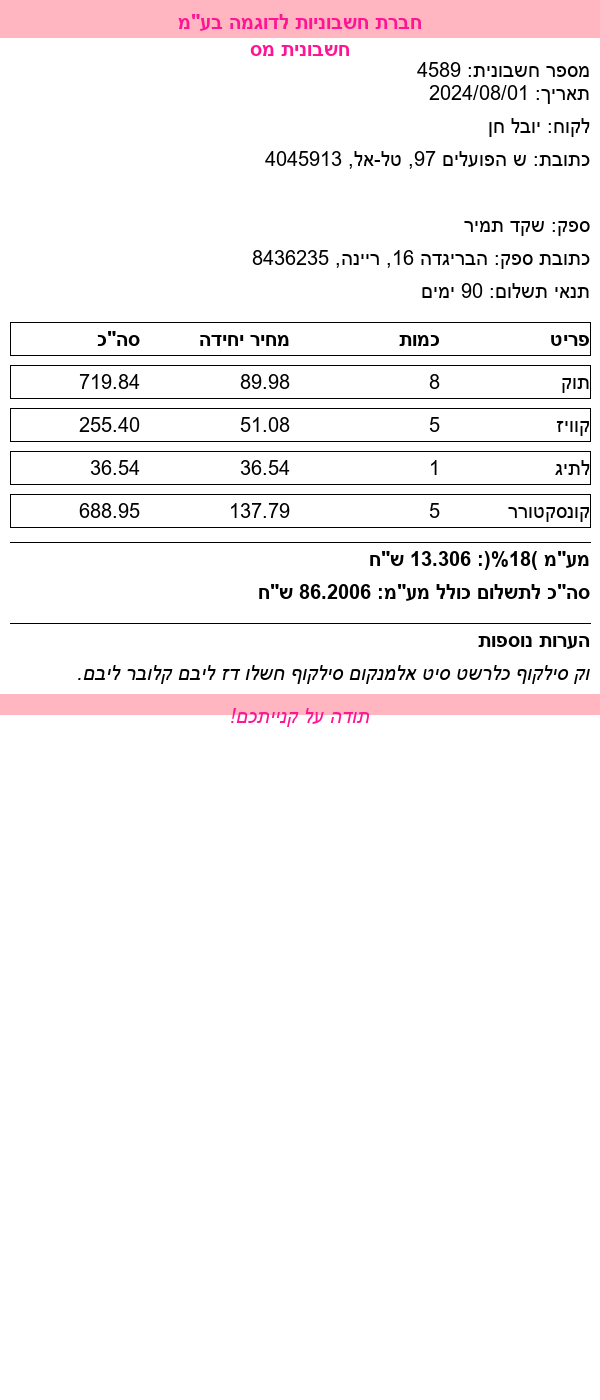 חברת חשבוניות לדוגמה בע"מ
חשבונית מס
מספר חשבונית: 4589
תאריך: 2024/08/01
לקוח: יובל חן
כתובת: ש הפועלים 97, טל-אל, 4045913
ספק: שקד תמיר
כתובת ספק: הבריגדה 16, ריינה, 8436235
תנאי תשלום: 90 ימים
פריט כמות מחיר יחידה סה"כ
תוק 8 89.98 719.84
קוויז 5 51.08 255.40
לתיג 1 36.54 36.54
קונסקטורר 5 137.79 688.95
מע"מ )18%(: 13.306 ש"ח
סה"כ לתשלום כולל מע"מ: 86.2006 ש"ח
הערות נוספות
וק סילקוף כלרשט סיט אלמנקום סילקוף חשלו דז ליבם קלובר ליבם.
תודה על קנייתכם!